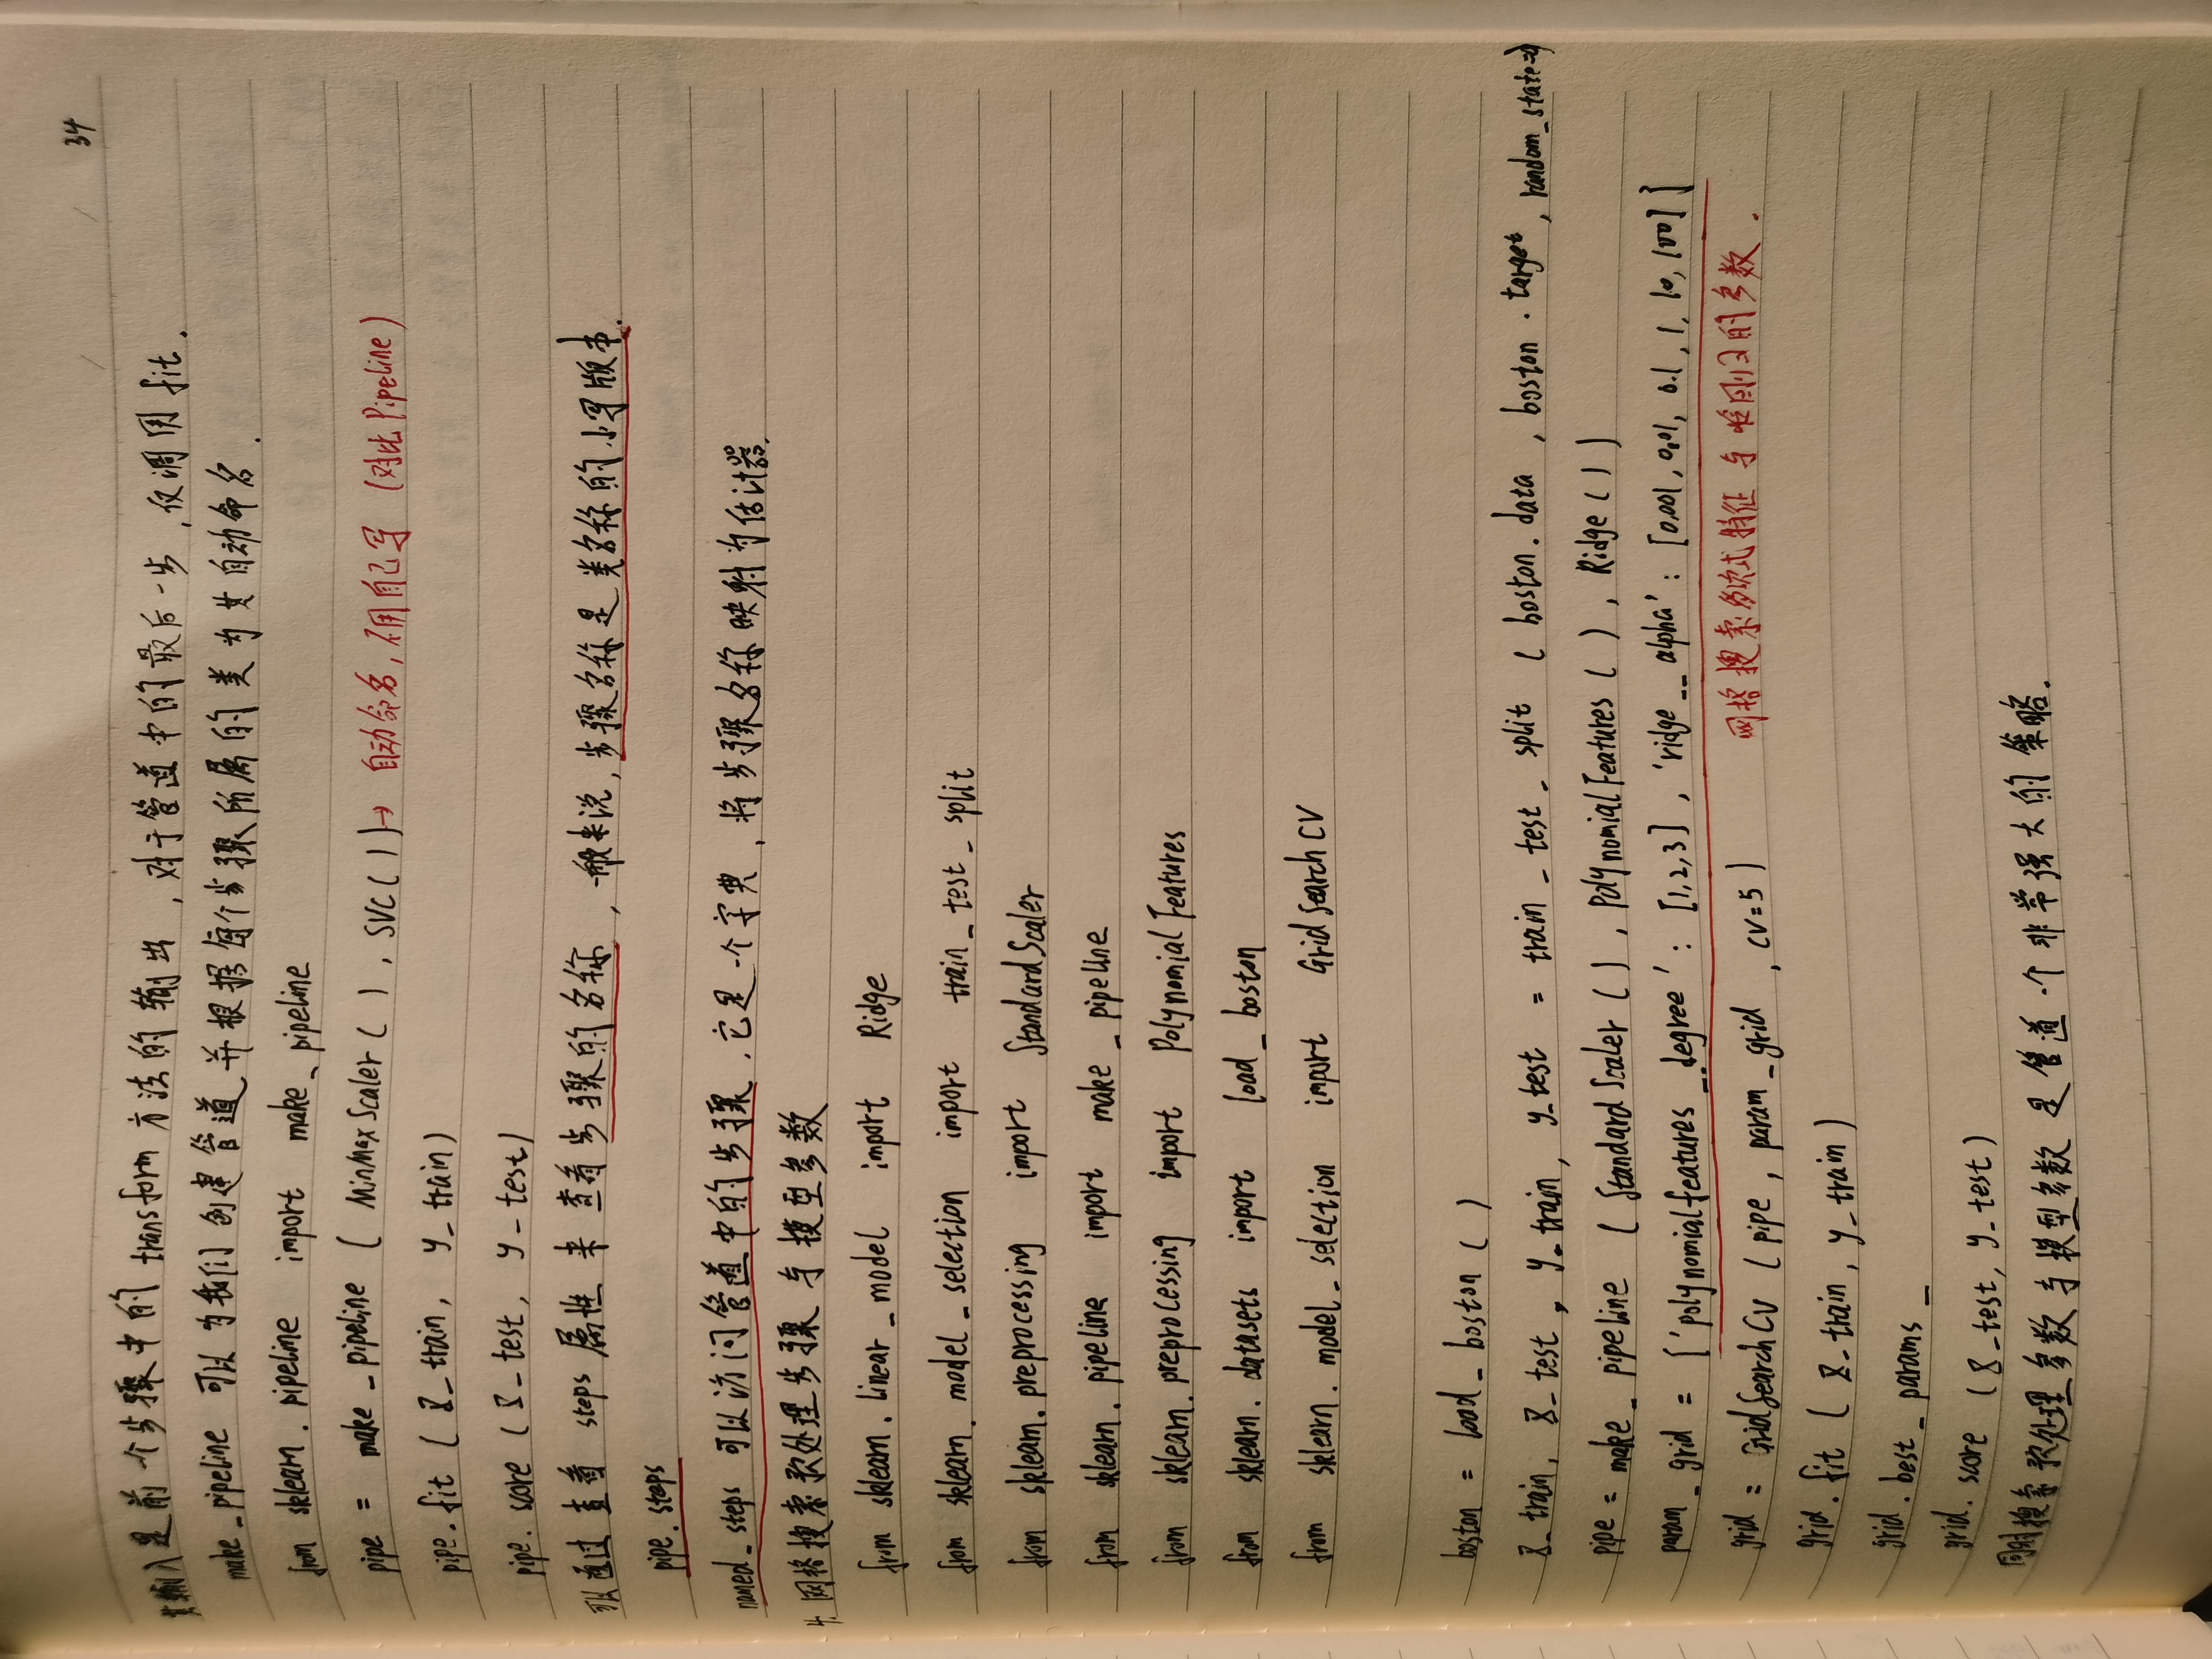 34
其输入是前一个步骤中的 transform 方法的输出，对于管道中的最后一步，仅调用 fit.
make_pipeline 可以为我们创建管道并根据每个步骤所属的类为其自动命名.
from sklearn.pipeline import make_pipeline
pipe = make_pipeline ( MinMaxScaler ( ) , SVC ( ) ) → 自动命名，不用自己写 (对比 Pipeline)
pipe.fit ( X_train, y_train)
pipe.score ( X_test, y_test)
可以通过查看 steps 属性来查看步骤的名称，一般来说，步骤名称是类名称的小写版本.
pipe.steps
named_steps 可以访问管道中的步骤，它是一个字典，将步骤名称映射为估计器.
4. 网格搜索预处理步骤与模型参数
from sklearn.linear_model import Ridge
from sklearn.model_selection import train_test_split
from sklearn.preprocessing import StandardScaler
from sklearn.pipeline import make_pipeline
from sklearn.preprocessing import PolynomialFeatures
from sklearn.datasets import load_boston
from sklearn.model_selection import GridSearchCV
boston = load_boston ( )
X_train, X_test, y_train, y_test = train_test_split ( boston.data, boston.target, random_state=0)
pipe = make_pipeline ( StandardScaler ( ) , PolynomialFeatures ( ) , Ridge ( ) )
param_grid = {'polynomialfeatures__degree': [1,2,3], 'ridge__alpha': [0.001, 0.01, 0.1, 1, 10, 100] }
grid = GridSearchCV ( pipe, param_grid, cv=5 ) 网格搜索多项式特征与岭回归的参数.
grid.fit ( X_train, y_train)
grid.best_params_
grid.score ( X_test, y_test)
同时搜索预处理参数与模型参数是管道一个非常强大的策略.